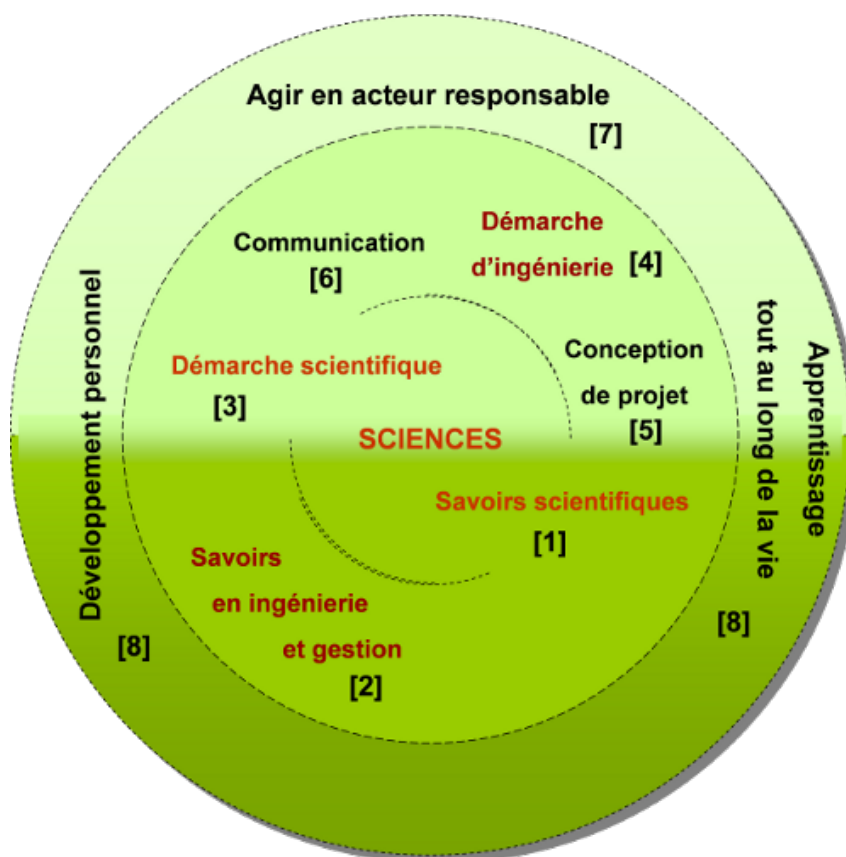 Agir en acteur responsable
[7]
Démarche
d'ingénierie [4]
Communication
[6]
Développement personnel
[8]
Apprentissage
tout au long de la vie
[8]
Démarche scientifique
[3]
Conception
de projet
[5]
SCIENCES
Savoirs scientifiques
[1]
Savoirs
en ingénierie
et gestion
[2]